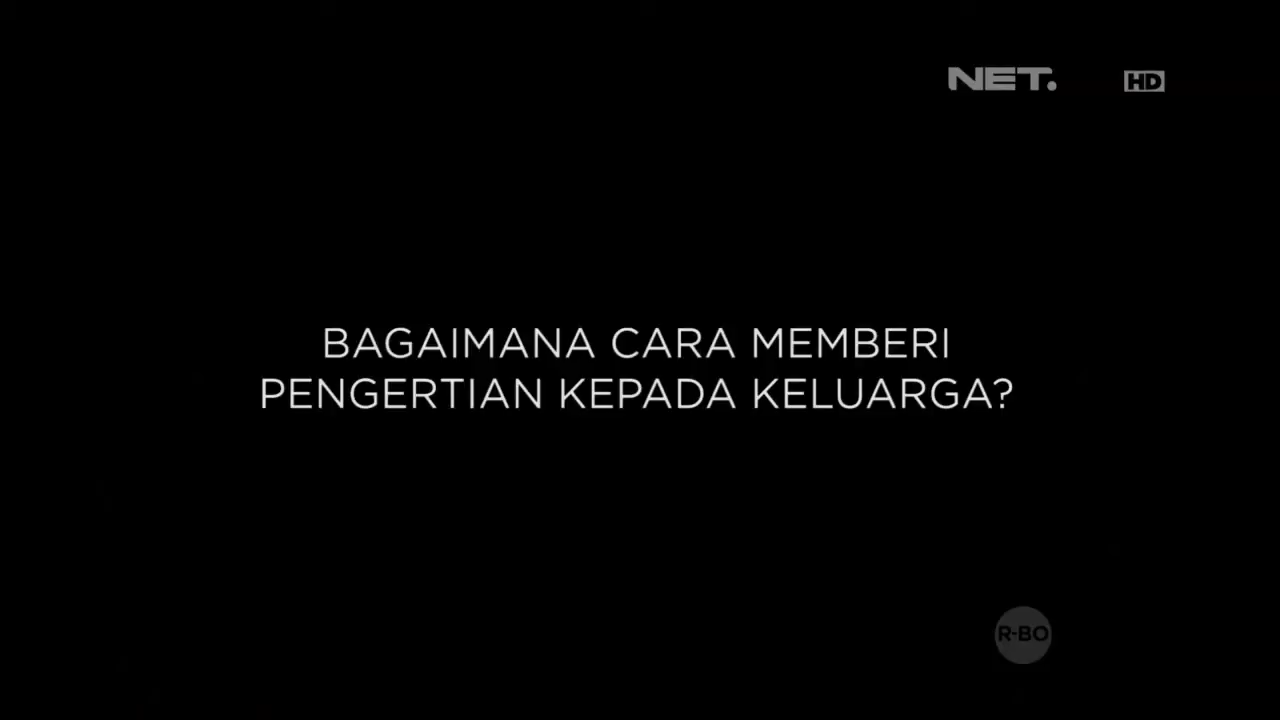 NET. HD
BAGAIMANA CARA MEMBERI
PENGERTIAN KEPADA KELUARGA?
R-BO